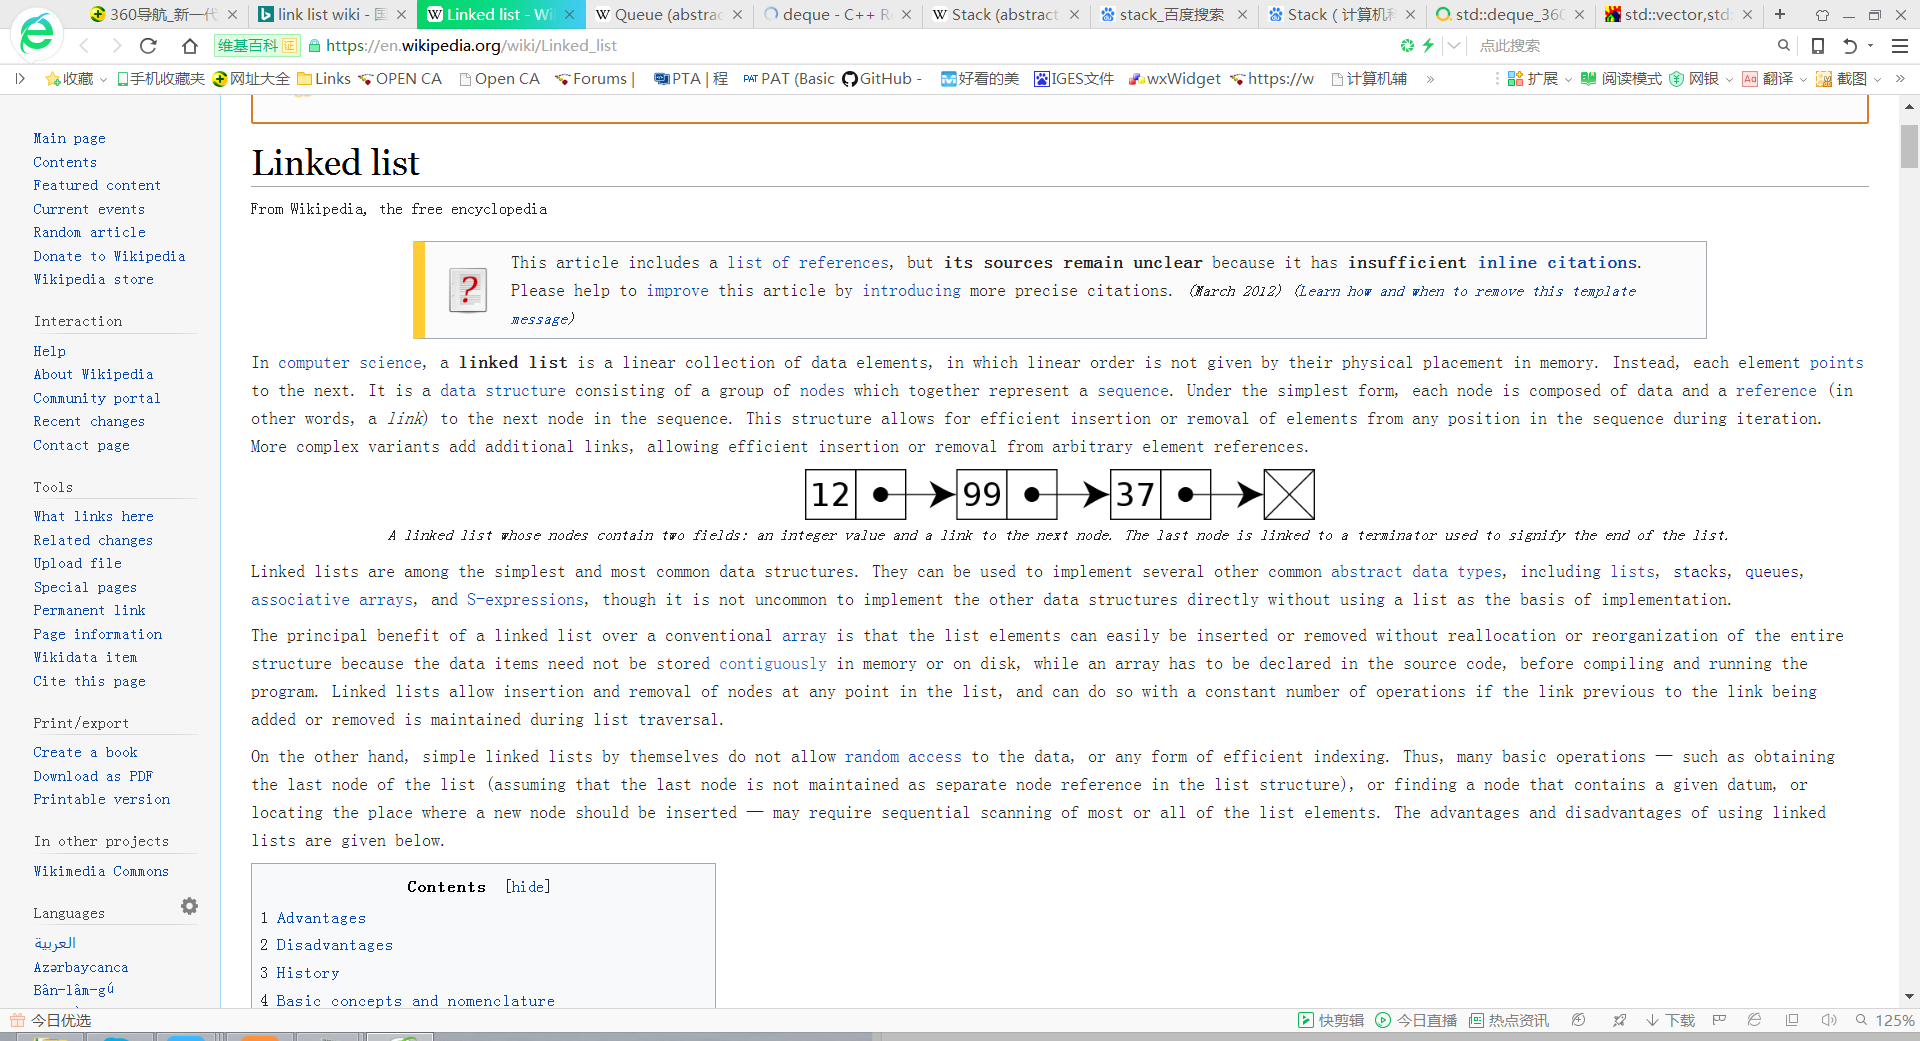 360导航_新一代
link list wiki - 国
Linked list - Wi
Queue (abstrac
deque - C++ Re
Stack (abstract
stack_百度搜索
Stack ( 计算机科
std::deque_360
std::vector,std:
维基百科 证
https://en.wikipedia.org/wiki/Linked_list
点此搜索
收藏
手机收藏夹
网址大全
Links
OPEN CA
Open CA
Forums |
PTA | 程
PAT PAT (Basic
GitHub -
好看的美
IGES文件
wxWidget
https://w
计算机辅
»
扩展
阅读模式
网银
翻译
截图
»
Main page
Contents
Featured content
Current events
Random article
Donate to Wikipedia
Wikipedia store
Interaction
Help
About Wikipedia
Community portal
Recent changes
Contact page
Tools
What links here
Related changes
Upload file
Special pages
Permanent link
Page information
Wikidata item
Cite this page
Print/export
Create a book
Download as PDF
Printable version
In other projects
Wikimedia Commons
Languages
العربية
Azərbaycanca
Bân-lâm-gú
Linked list
From Wikipedia, the free encyclopedia
This article includes a list of references, but its sources remain unclear because it has insufficient inline citations.
Please help to improve this article by introducing more precise citations. (March 2012) (Learn how and when to remove this template
message)
In computer science, a linked list is a linear collection of data elements, in which linear order is not given by their physical placement in memory. Instead, each element points
to the next. It is a data structure consisting of a group of nodes which together represent a sequence. Under the simplest form, each node is composed of data and a reference (in
other words, a link) to the next node in the sequence. This structure allows for efficient insertion or removal of elements from any position in the sequence during iteration.
More complex variants add additional links, allowing efficient insertion or removal from arbitrary element references.
12 99 37
A linked list whose nodes contain two fields: an integer value and a link to the next node. The last node is linked to a terminator used to signify the end of the list.
Linked lists are among the simplest and most common data structures. They can be used to implement several other common abstract data types, including lists, stacks, queues,
associative arrays, and S-expressions, though it is not uncommon to implement the other data structures directly without using a list as the basis of implementation.
The principal benefit of a linked list over a conventional array is that the list elements can easily be inserted or removed without reallocation or reorganization of the entire
structure because the data items need not be stored contiguously in memory or on disk, while an array has to be declared in the source code, before compiling and running the
program. Linked lists allow insertion and removal of nodes at any point in the list, and can do so with a constant number of operations if the link previous to the link being
added or removed is maintained during list traversal.
On the other hand, simple linked lists by themselves do not allow random access to the data, or any form of efficient indexing. Thus, many basic operations — such as obtaining
the last node of the list (assuming that the last node is not maintained as separate node reference in the list structure), or finding a node that contains a given datum, or
locating the place where a new node should be inserted — may require sequential scanning of most or all of the list elements. The advantages and disadvantages of using linked
lists are given below.
Contents [hide]
1 Advantages
2 Disadvantages
3 History
4 Basic concepts and nomenclature
今日优选
快剪辑
今日直播
热点资讯
下载
125%